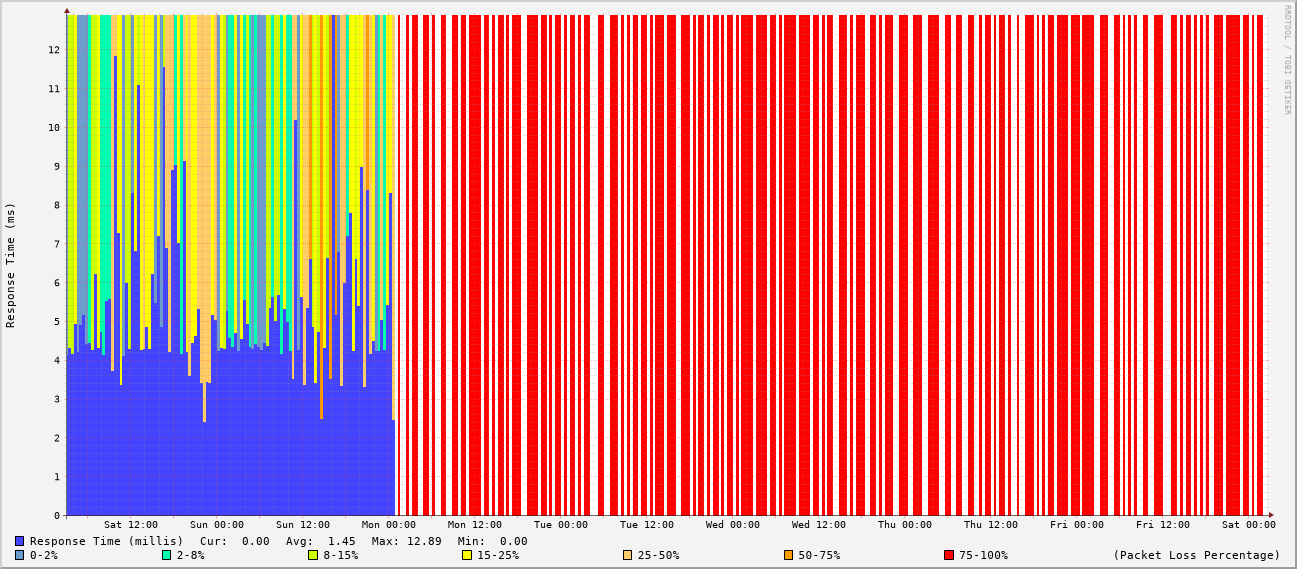 RRDTOOL / TOBI OETIKER
Response Time (ms)
12
11
10
9
8
7
6
5
4
3
2
1
0
Sat 12:00 Sun 00:00 Sun 12:00 Mon 00:00 Mon 12:00 Tue 00:00 Tue 12:00 Wed 00:00 Wed 12:00 Thu 00:00 Thu 12:00 Fri 00:00 Fri 12:00 Sat 00:00
Response Time (millis) Cur: 0.00 Avg: 1.45 Max: 12.89 Min: 0.00
0-2% 2-8% 8-15% 15-25% 25-50% 50-75% 75-100% (Packet Loss Percentage)